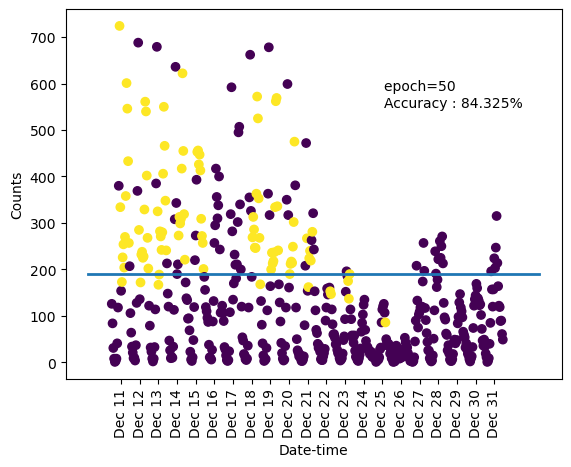 700
600
500
400
300
200
100
0
Counts
epoch=50
Accuracy : 84.325%
Dec 11
Dec 12
Dec 13
Dec 14
Dec 15
Dec 16
Dec 17
Dec 18
Dec 19
Dec 20
Dec 21
Dec 22
Dec 23
Dec 24
Dec 25
Dec 26
Dec 27
Dec 28
Dec 29
Dec 30
Dec 31
Date-time